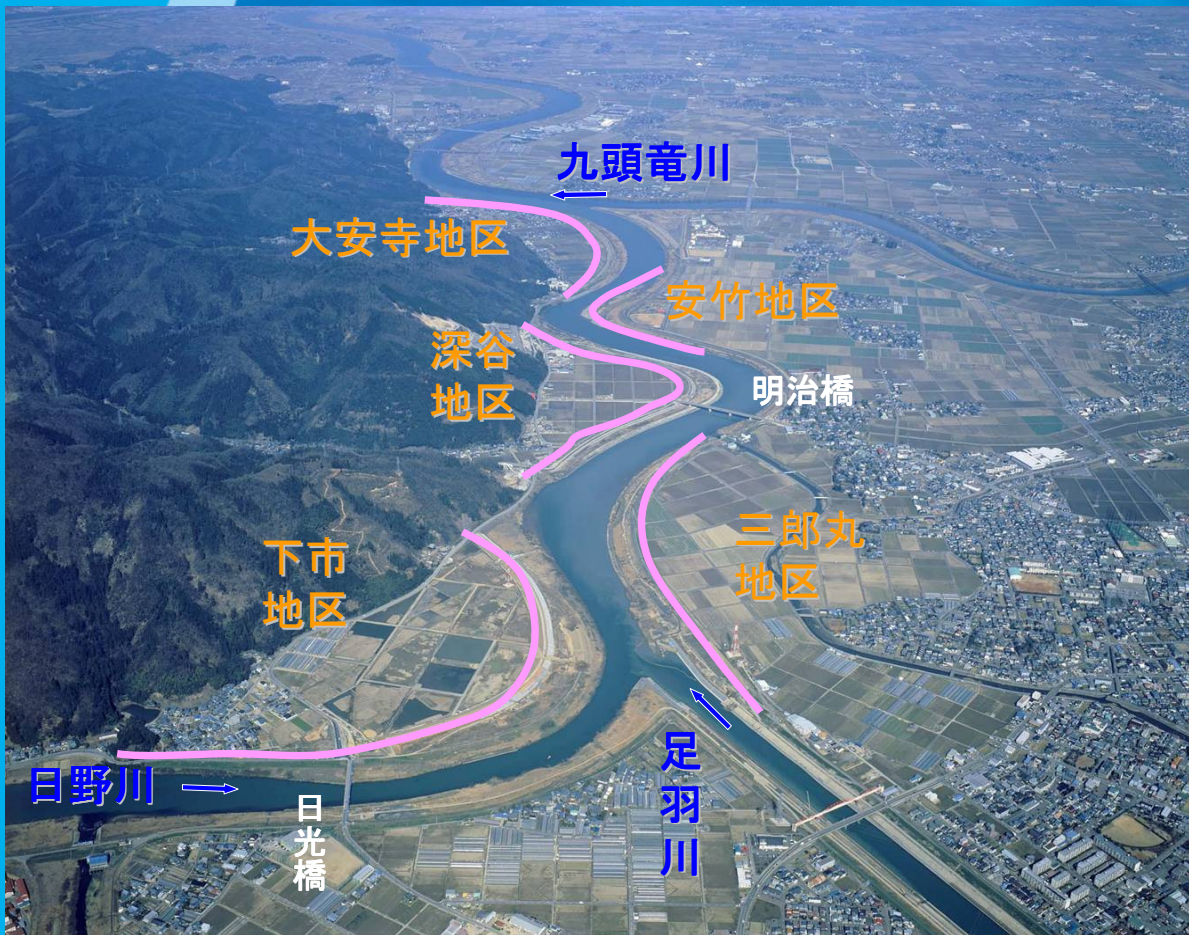 九頭竜川
大安寺地区
安竹地区
深谷
地区
明治橋
三郎丸
地区
下市
地区
足羽川
日野川
日光橋